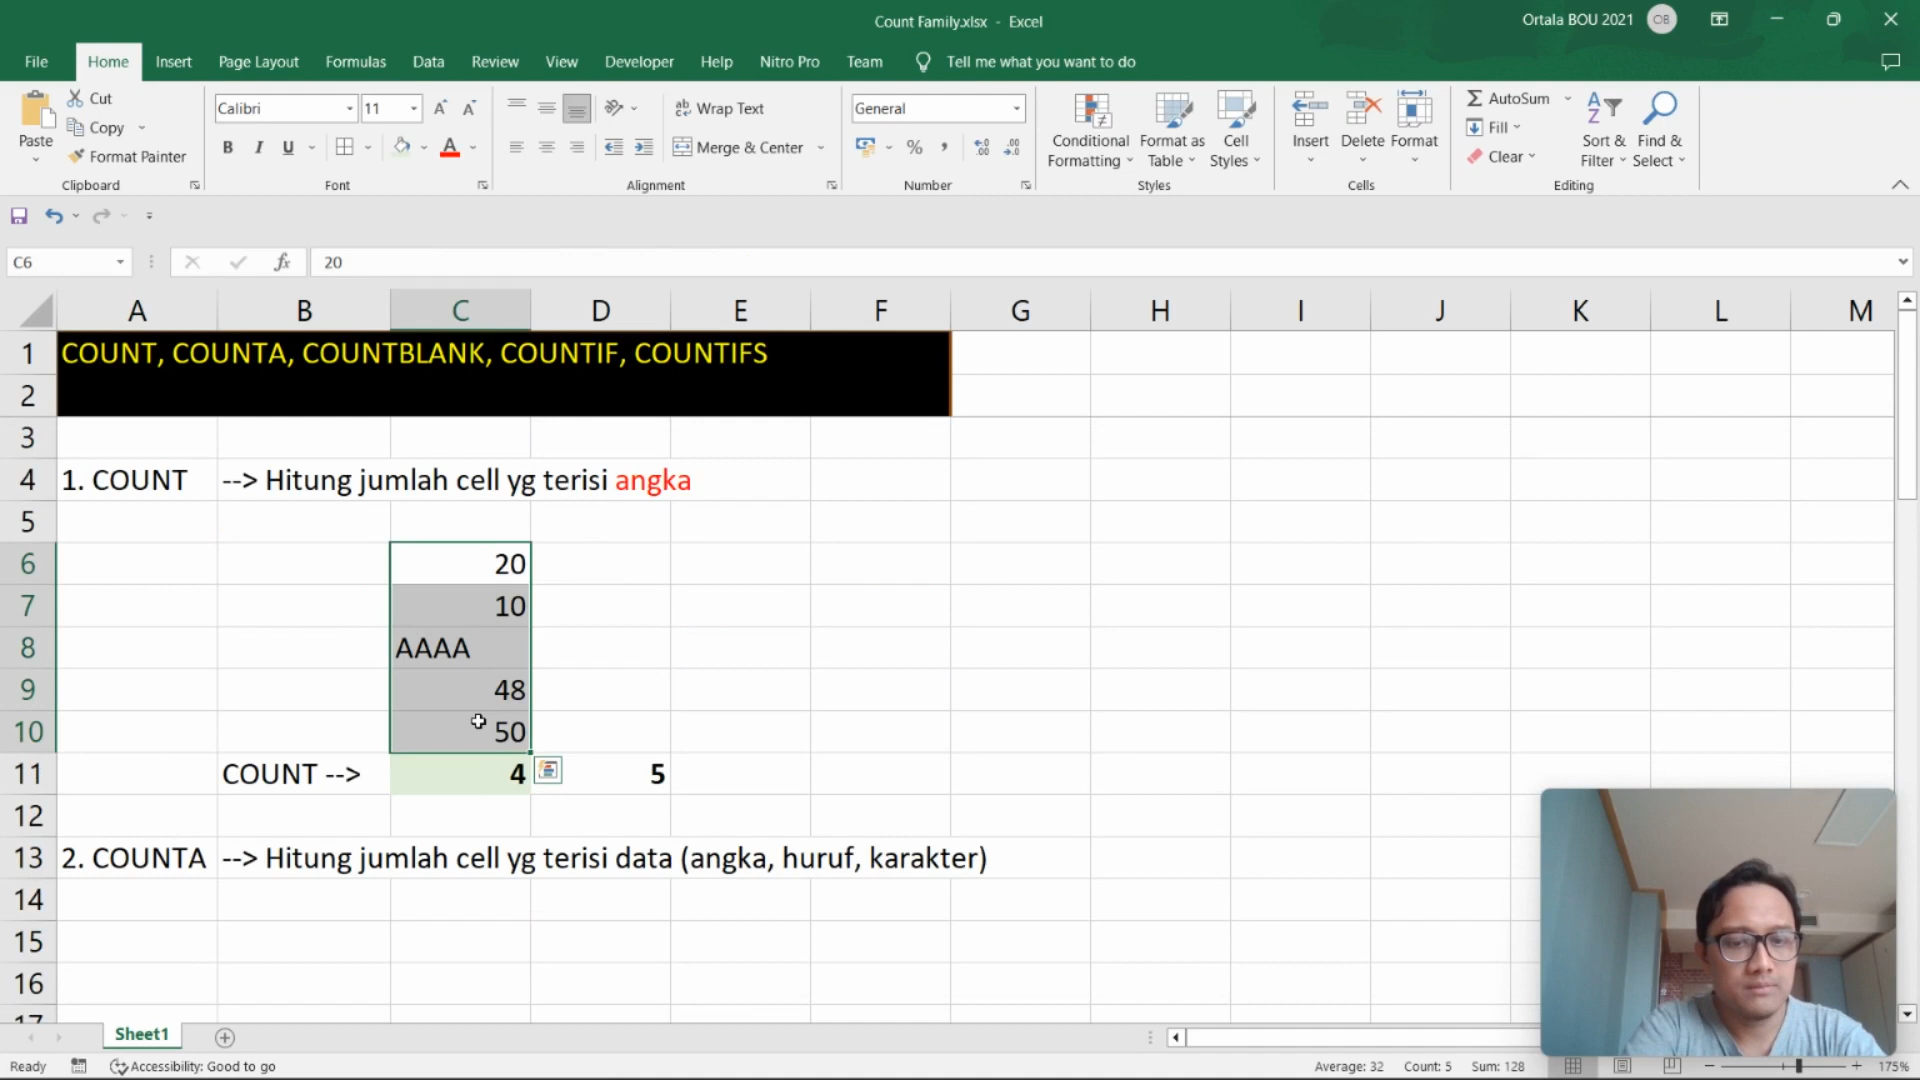 Count Family.xlsx - Excel
Ortala BOU 2021 OB
File Home Insert Page Layout Formulas Data Review View Developer Help Nitro Pro Team Tell me what you want to do
Paste
Cut
Copy
Format Painter
Clipboard
Calibri 11
B I U
Font
Wrap Text
Merge & Center
Alignment
General
Number
Conditional Formatting
Format as Table
Cell Styles
Styles
Insert Delete Format
Cells
AutoSum
Fill
Clear
Sort & Filter
Find & Select
Editing
C6 fx 20
A B C D E F G H I J K L M
1 COUNT, COUNTA, COUNTBLANK, COUNTIF, COUNTIFS
2
3
4 1. COUNT --> Hitung jumlah cell yg terisi angka
5
6 20
7 10
8 AAAA
9 48
10 50
11 COUNT --> 4 5
12
13 2. COUNTA --> Hitung jumlah cell yg terisi data (angka, huruf, karakter)
14
15
16
17
Sheet1
Ready Accessibility: Good to go Average: 32 Count: 5 Sum: 128 175%